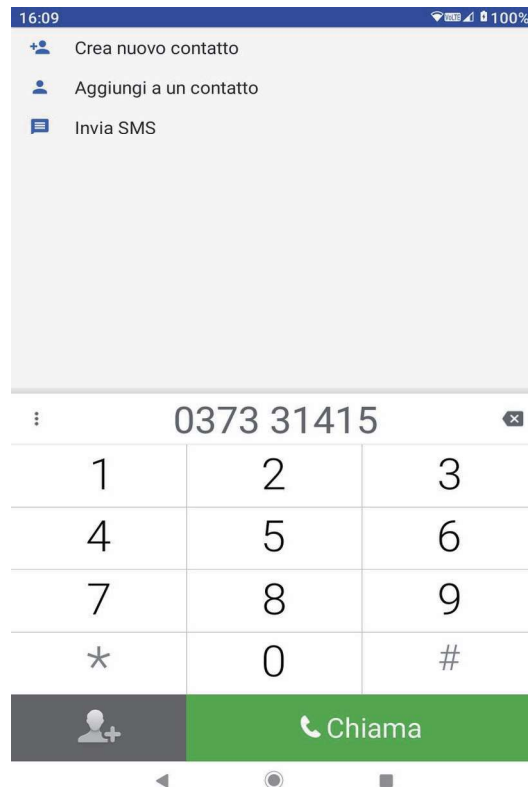 16:09 VoLTE 100%
Crea nuovo contatto
Aggiungi a un contatto
Invia SMS
0373 31415
1 2 3
4 5 6
7 8 9
* 0 #
Chiama